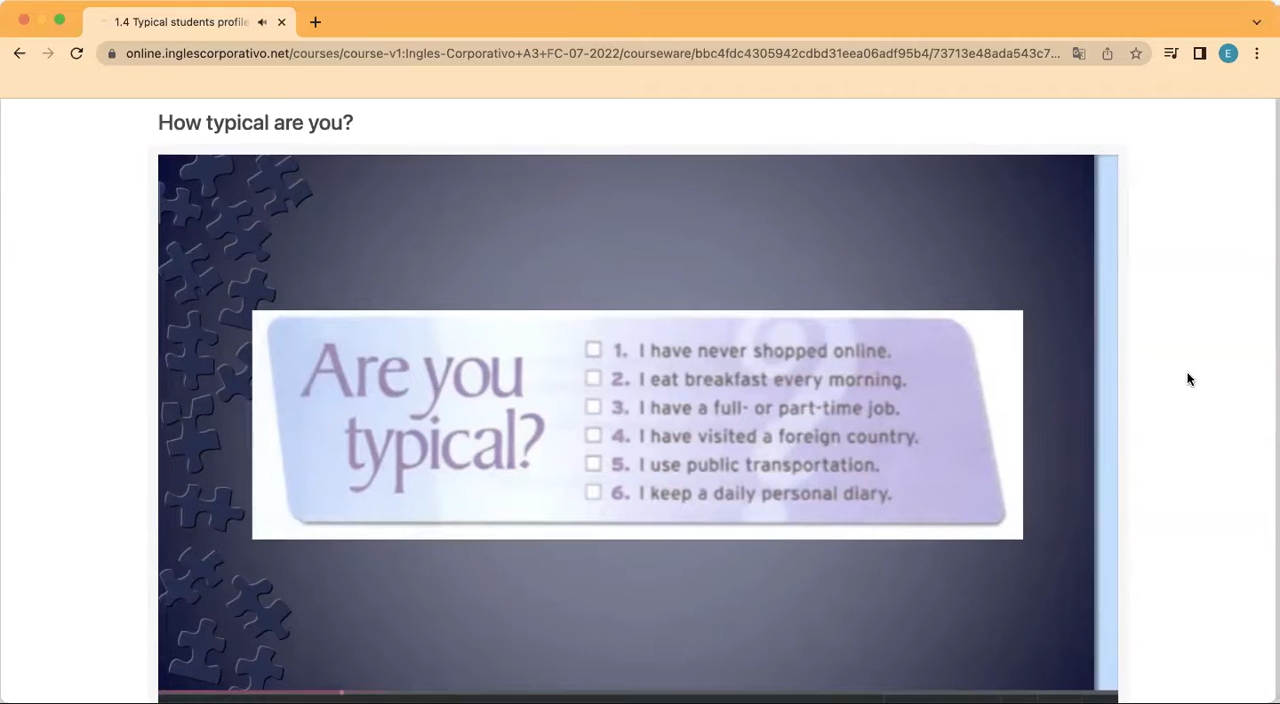 1.4 Typical students profile
online.inglescorporativo.net/courses/course-v1:Ingles-Corporativo+A3+FC-07-2022/courseware/bbc4fdc4305942cdbd31eea06adf95b4/73713e48ada543c7...
E
How typical are you?
Are you
typical?
1. I have never shopped online.
2. I eat breakfast every morning.
3. I have a full- or part-time job.
4. I have visited a foreign country.
5. I use public transportation.
6. I keep a daily personal diary.